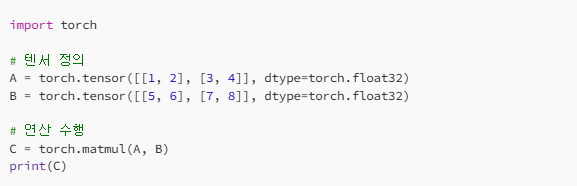 import torch
# 텐서 정의
A = torch.tensor([[1, 2], [3, 4]], dtype=torch.float32)
B = torch.tensor([[5, 6], [7, 8]], dtype=torch.float32)
# 연산 수행
C = torch.matmul(A, B)
print(C)